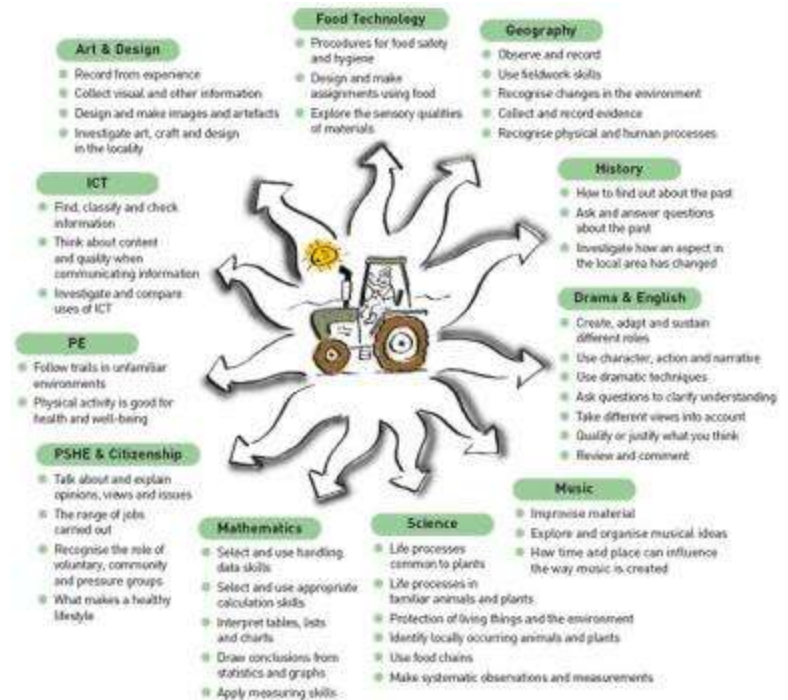 Art & Design
Record from experience
Collect visual and other information
Design and make images and artefacts
Investigate art, craft and design
in the locality
Food Technology
Procedures for food safety
and hygiene
Design and make
assignments using food
Explore the sensory qualities
of materials
Geography
Observe and record
Use fieldwork skills
Recognise changes in the environment
Collect and record evidence
Recognise physical and human processes
ICT
Find, classify and check
information
Think about content
and quality when
communicating information
Investigate and compare
uses of ICT
History
How to find out about the past
Ask and answer questions
about the past
Investigate how an aspect in
the local area has changed
PE
Follow trails in unfamiliar
environments
Physical activity is good for
health and well-being
Drama & English
Create, adapt and sustain
different roles
Use character, action and narrative
Use dramatic techniques
Ask questions to clarify understanding
Take different views into account
Qualify or justify what you think
Review and comment
PSHE & Citizenship
Talk about and explain
opinions, views and issues
The range of jobs
carried out
Recognise the role of
voluntary, community
and pressure groups
What makes a healthy
lifestyle
Mathematics
Select and use handling
data skills
Select and use appropriate
calculation skills
Interpret tables, lists
and charts
Draw conclusions from
statistics and graphs
Apply measuring skills
Science
Life processes
common to plants
Life processes in
familiar animals and plants
Protection of living things and the environment
Identify locally occurring animals and plants
Use food chains
Make systematic observations and measurements
Music
Improvise material
Explore and organise musical ideas
How time and place can influence
the way music is created